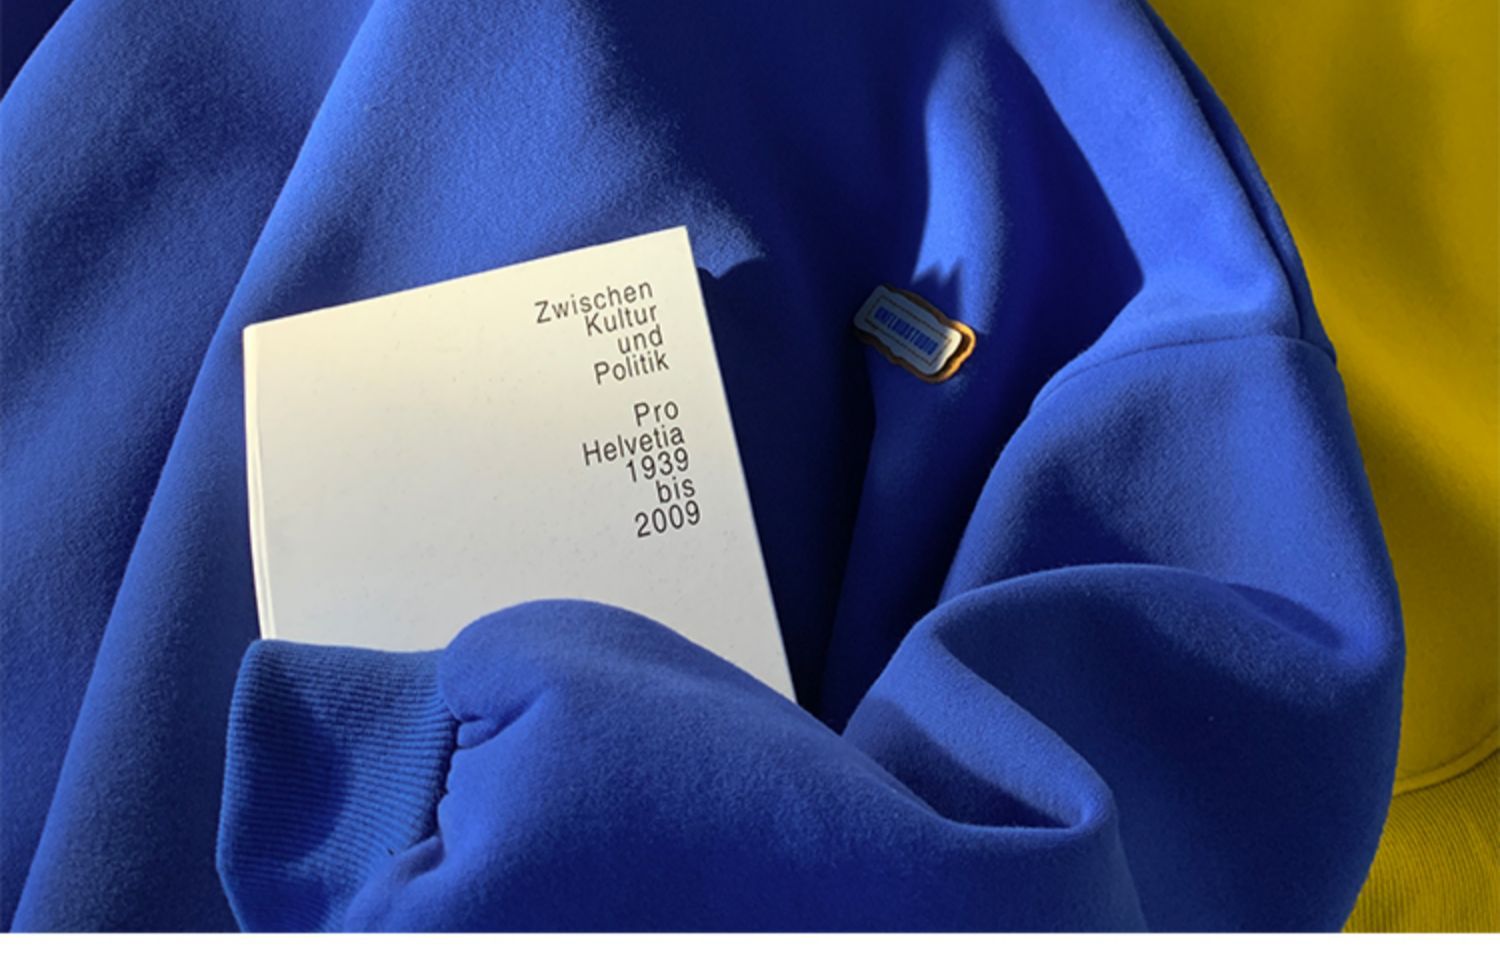 Zwischen
Kultur
und
Politik
Pro
Helvetia
1939
bis
2009